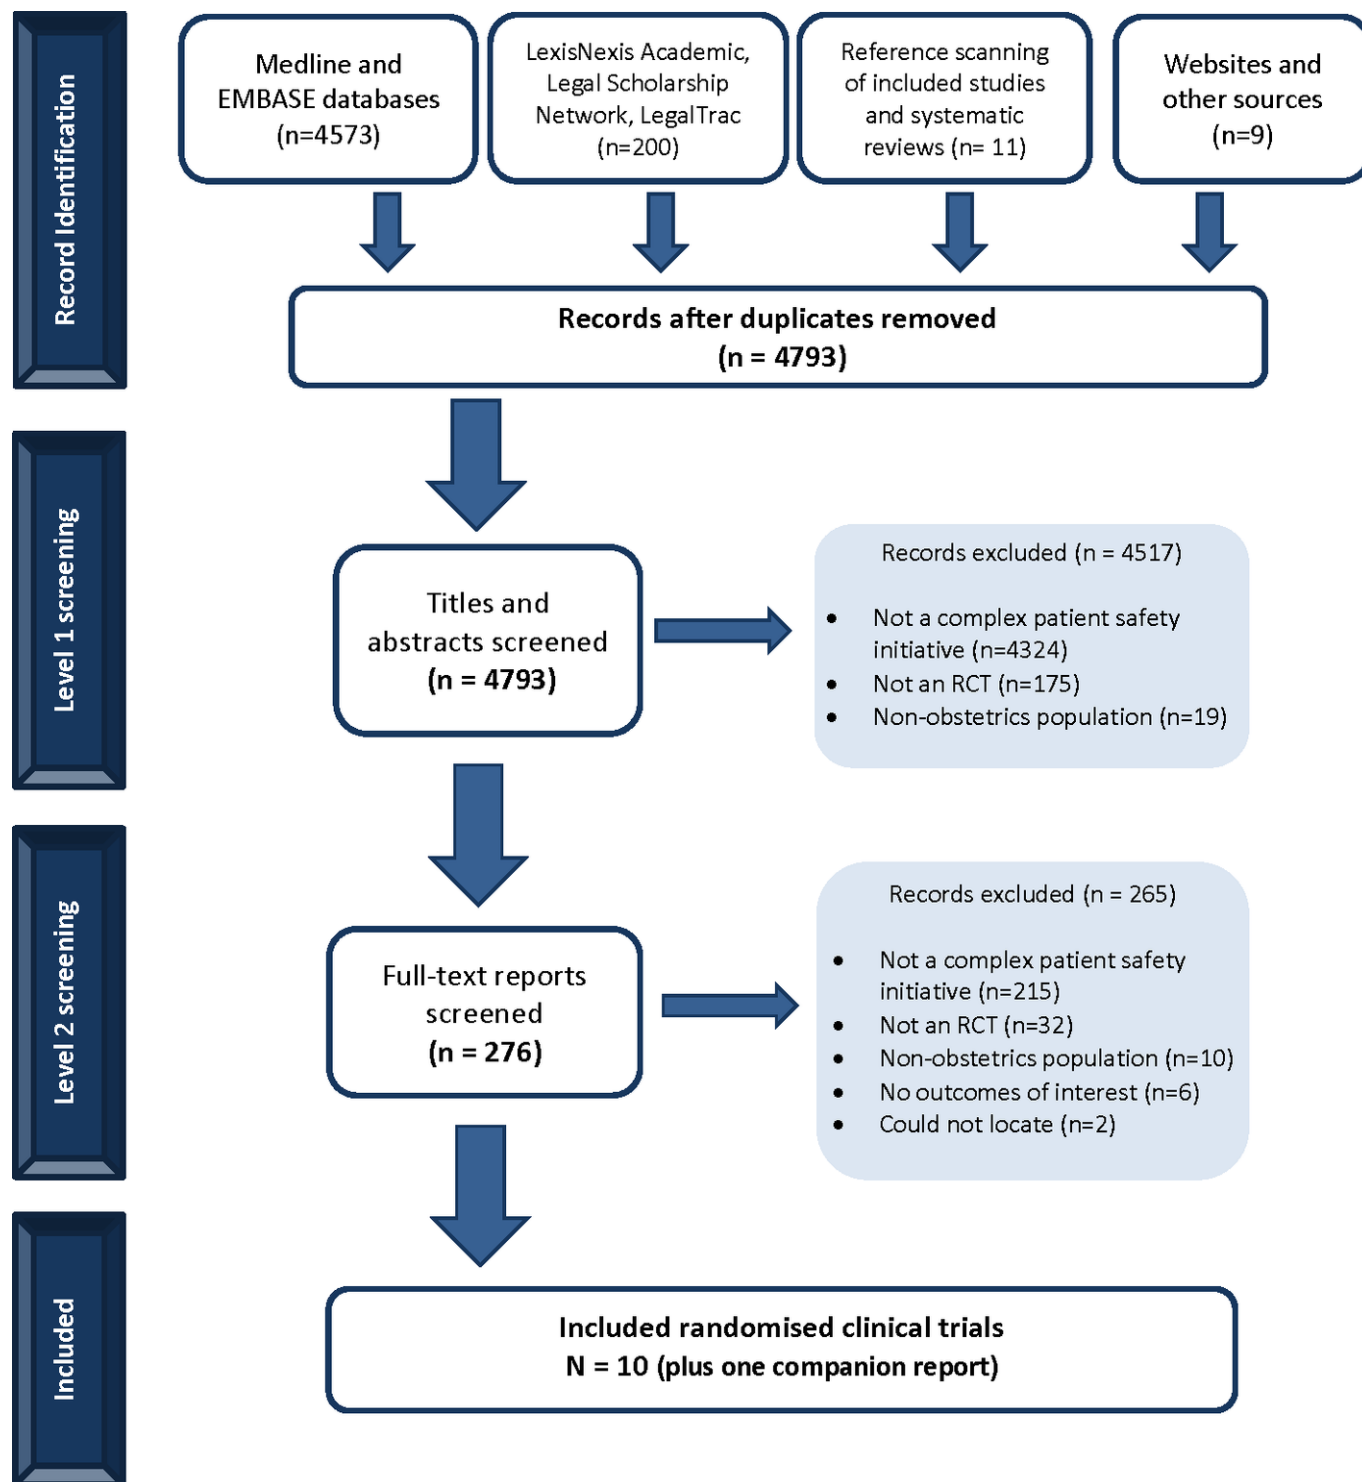 Record Identification
Medline and
EMBASE databases
(n=4573)
LexisNexis Academic,
Legal Scholarship
Network, LegalTrac
(n=200)
Reference scanning
of included studies
and systematic
reviews (n= 11)
Websites and
other sources
(n=9)
Records after duplicates removed
(n = 4793)
Level 1 screening
Titles and
abstracts screened
(n = 4793)
Records excluded (n = 4517)
• Not a complex patient safety
initiative (n=4324)
• Not an RCT (n=175)
• Non-obstetrics population (n=19)
Level 2 screening
Full-text reports
screened
(n = 276)
Records excluded (n = 265)
• Not a complex patient safety
initiative (n=215)
• Not an RCT (n=32)
• Non-obstetrics population (n=10)
• No outcomes of interest (n=6)
• Could not locate (n=2)
Included
Included randomised clinical trials
N = 10 (plus one companion report)